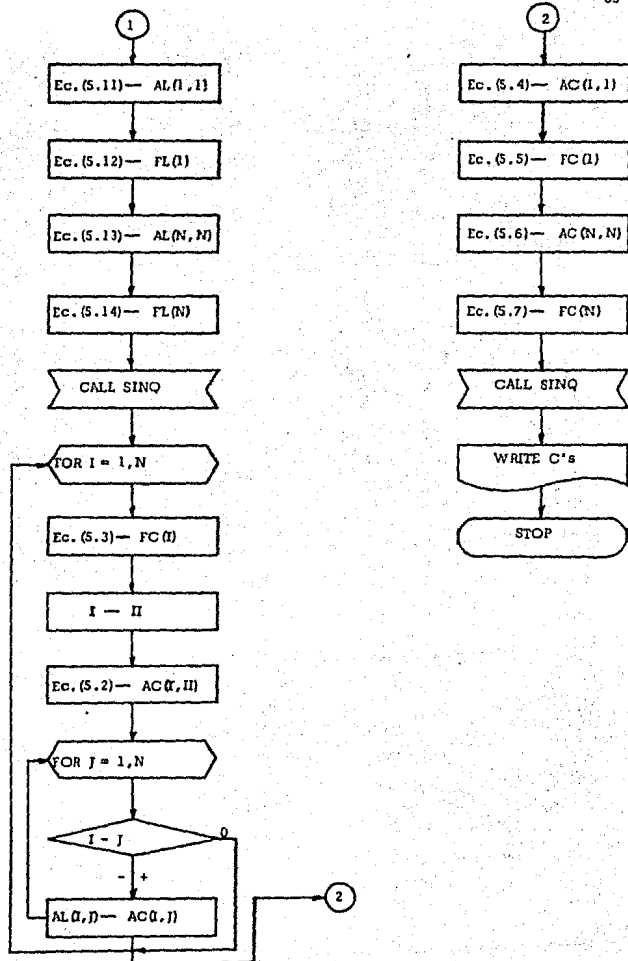 1
Ec.(5.11)— AL(1,1)
Ec.(5.12)— FL(1)
Ec.(5.13)— AL(N,N)
Ec.(5.14)— FL(N)
CALL SINQ
FOR I = 1,N
Ec.(5.3)— FC(I)
I — II
Ec.(5.2)— AC(I,II)
FOR J = 1,N
I - J
0
- +
AL(I,J)— AC(I,J)
2
2
Ec.(5.4)— AC(1,1)
Ec.(5.5)— FC(1)
Ec.(5.6)— AC(N,N)
Ec.(5.7)— FC(N)
CALL SINQ
WRITE C's
STOP